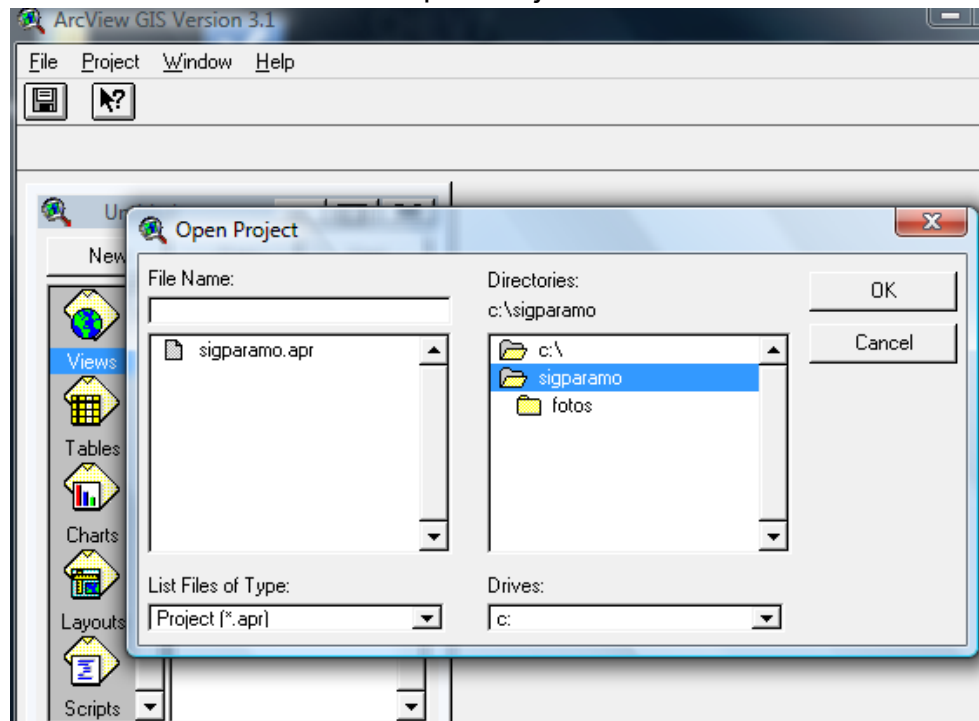 ArcView GIS Version 3.1
File Project Window Help
Open Project
New
File Name:
Directories:
c:\sigparamo
OK
Cancel
sigparamo.apr
c:\
sigparamo
fotos
Views
Tables
Charts
Layouts
Scripts
List Files of Type:
Project (*.apr)
Drives:
c: